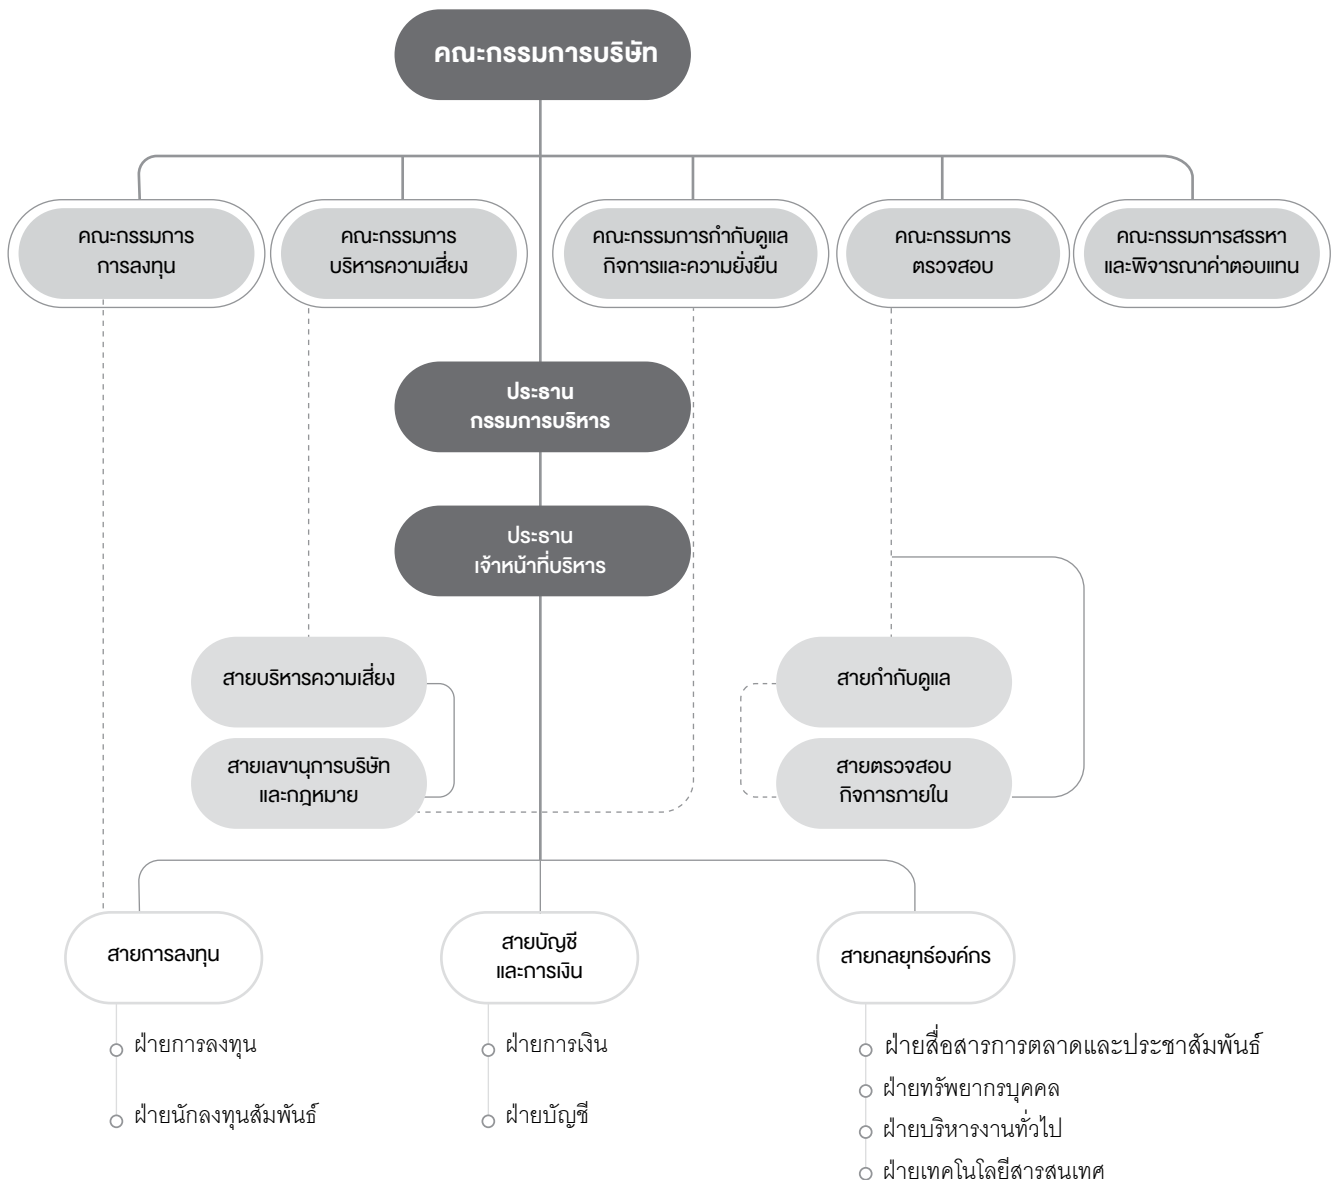 คณะกรรมการบริษัท
คณะกรรมการ
การลงทุน
คณะกรรมการ
บริหารความเสี่ยง
คณะกรรมการกำกับดูแล
กิจการและความยั่งยืน
คณะกรรมการ
ตรวจสอบ
คณะกรรมการสรรหา
และพิจารณาค่าตอบแทน
ประธาน
กรรมการบริหาร
ประธาน
เจ้าหน้าที่บริหาร
สายบริหารความเสี่ยง
สายเลขานุการบริษัท
และกฎหมาย
สายกำกับดูแล
สายตรวจสอบ
กิจการภายใน
สายการลงทุน
ฝ่ายการลงทุน
ฝ่ายนักลงทุนสัมพันธ์
สายบัญชี
และการเงิน
ฝ่ายการเงิน
ฝ่ายบัญชี
สายกลยุทธ์องค์กร
ฝ่ายสื่อสารการตลาดและประชาสัมพันธ์
ฝ่ายทรัพยากรบุคคล
ฝ่ายบริหารงานทั่วไป
ฝ่ายเทคโนโลยีสารสนเทศ